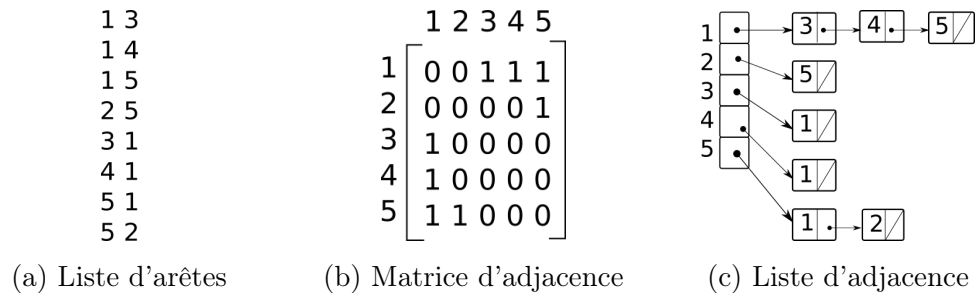 1 3
1 4
1 5
2 5
3 1
4 1
5 1
5 2
(a) Liste d'arêtes
1 2 3 4 5
1 0 0 1 1 1
2 0 0 0 0 1
3 1 0 0 0 0
4 1 0 0 0 0
5 1 1 0 0 0
(b) Matrice d'adjacence
1 3 4 5
2 5
3 1
4 1
5 1 2
(c) Liste d'adjacence